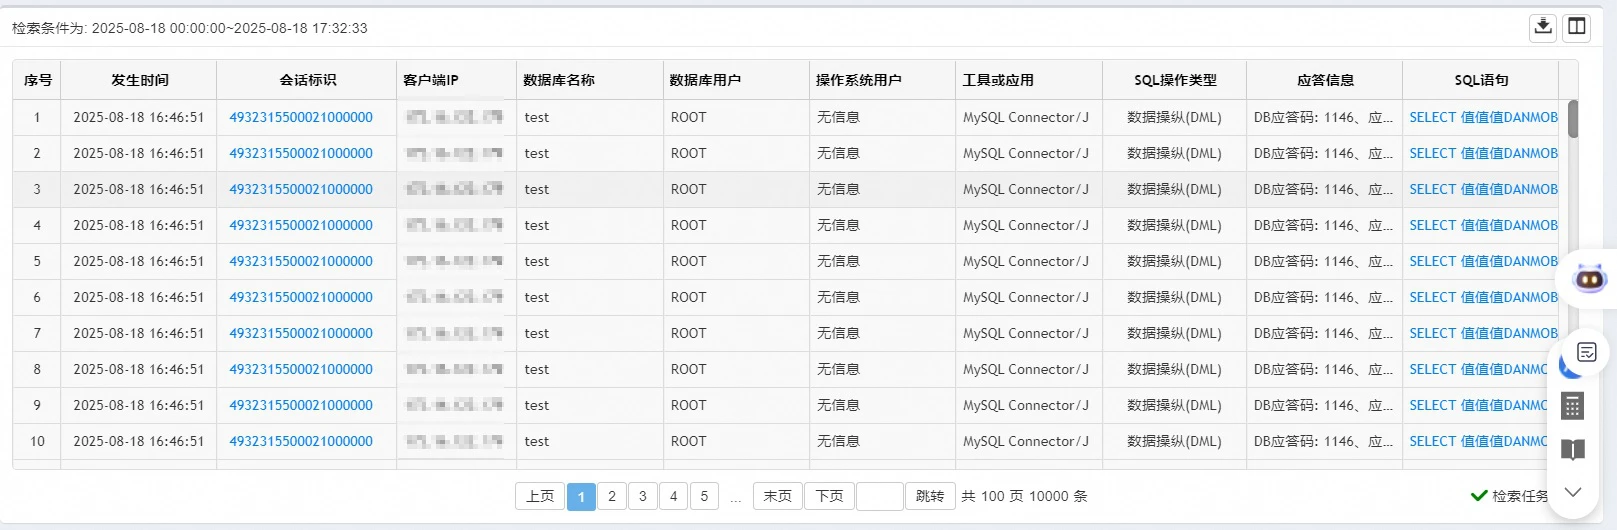 检索条件为: 2025-08-18 00:00:00~2025-08-18 17:32:33
序号 发生时间 会话标识 客户端IP 数据库名称 数据库用户 操作系统用户 工具或应用 SQL操作类型 应答信息 SQL语句
1 2025-08-18 16:46:51 4932315500021000000 test ROOT 无信息 MySQL Connector/J 数据操纵(DML) DB应答码: 1146、应... SELECT 值值值DANMOB
2 2025-08-18 16:46:51 4932315500021000000 test ROOT 无信息 MySQL Connector/J 数据操纵(DML) DB应答码: 1146、应... SELECT 值值值DANMOB
3 2025-08-18 16:46:51 4932315500021000000 test ROOT 无信息 MySQL Connector/J 数据操纵(DML) DB应答码: 1146、应... SELECT 值值值DANMOB
4 2025-08-18 16:46:51 4932315500021000000 test ROOT 无信息 MySQL Connector/J 数据操纵(DML) DB应答码: 1146、应... SELECT 值值值DANMOB
5 2025-08-18 16:46:51 4932315500021000000 test ROOT 无信息 MySQL Connector/J 数据操纵(DML) DB应答码: 1146、应... SELECT 值值值DANMOB
6 2025-08-18 16:46:51 4932315500021000000 test ROOT 无信息 MySQL Connector/J 数据操纵(DML) DB应答码: 1146、应... SELECT 值值值DANMOB
7 2025-08-18 16:46:51 4932315500021000000 test ROOT 无信息 MySQL Connector/J 数据操纵(DML) DB应答码: 1146、应... SELECT 值值值DANMOB
8 2025-08-18 16:46:51 4932315500021000000 test ROOT 无信息 MySQL Connector/J 数据操纵(DML) DB应答码: 1146、应... SELECT 值值值DANMO
9 2025-08-18 16:46:51 4932315500021000000 test ROOT 无信息 MySQL Connector/J 数据操纵(DML) DB应答码: 1146、应... SELECT 值值值DANMO
10 2025-08-18 16:46:51 4932315500021000000 test ROOT 无信息 MySQL Connector/J 数据操纵(DML) DB应答码: 1146、应... SELECT 值值值DANMO
上页 1 2 3 4 5 ... 末页 下页 跳转 共 100 页 10000 条 检索任务